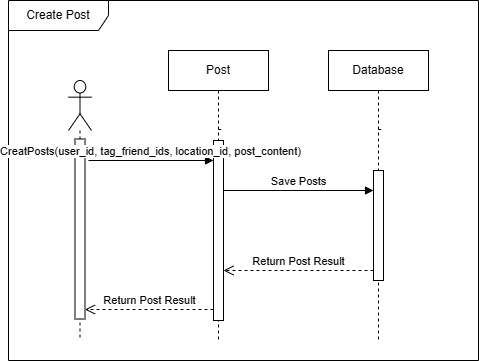 Create Post
Post
Database
CreatPosts(user_id, tag_friend_ids, location_id, post_content)
Save Posts
Return Post Result
Return Post Result